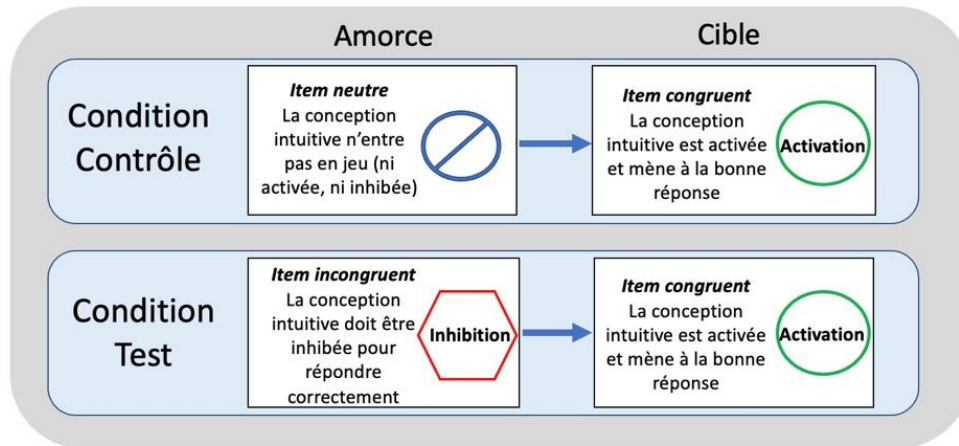 Amorce
Cible
Condition
Contrôle
Item neutre
La conception
intuitive n'entre
pas en jeu (ni
activée, ni inhibée)
Item congruent
La conception
intuitive est activée
et mène à la bonne
réponse
Activation
Condition
Test
Item incongruent
La conception
intuitive doit être
inhibée pour
répondre
correctement
Inhibition
Item congruent
La conception
intuitive est activée
et mène à la bonne
réponse
Activation